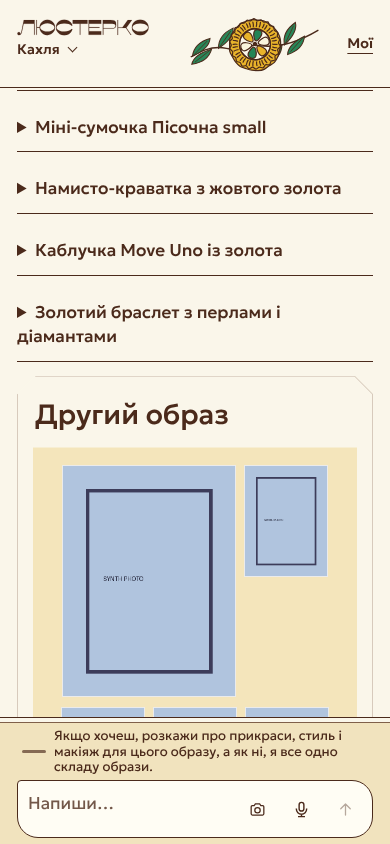 ЛЮСТЕРКО
Кахля
Мої
Міні-сумочка Пісочна small
Намисто-краватка з жовтого золота
Каблучка Move Uno із золота
Золотий браслет з перлами і
діамантами
Другий образ
SYNTH PHOTO
SYNTH PHOTO
Якщо хочеш, розкажи про прикраси, стиль і
макіяж для цього образу, а як ні, я все одно
складу образи.
Напиши...